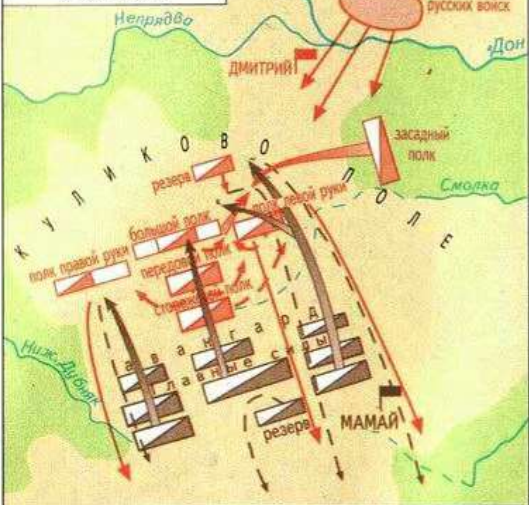 русских войск
Непрядва
Дон
ДМИТРИЙ
засадный
полк
КУЛИКОВО ПОЛЕ
резерв
Смолка
большой полк
полк левой руки
полк правой руки
передовой полк
сторожевой полк
Ниж. Дубняк
авангард
главные силы
резерв
МАМАЙ